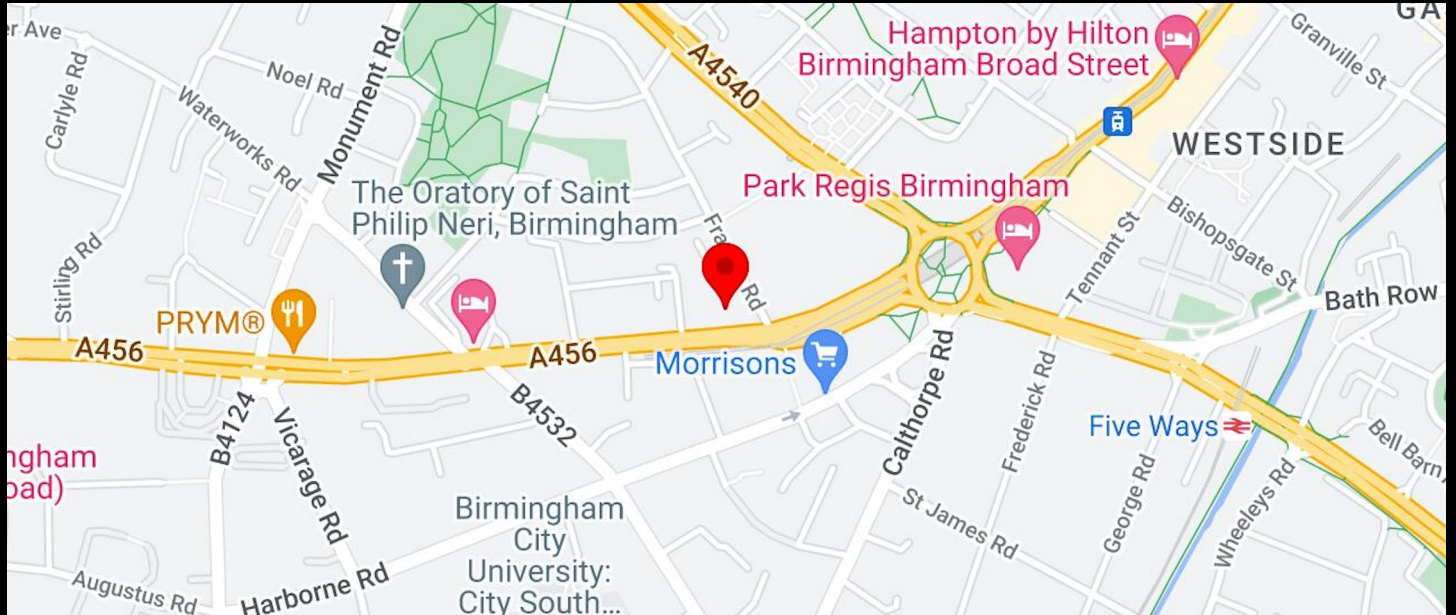 GA
er Ave
Hampton by Hilton
Birmingham Broad Street
Granville St
Monument Rd
A4540
Carlyle Rd
Noel Rd
Waterworks Rd
WESTSIDE
The Oratory of Saint
Philip Neri, Birmingham
Park Regis Birmingham
Fra
Rd
Bishopsgate St
Tennant St
Stirling Rd
PRYM®
Bath Row
A456
A456
Morrisons
Calthorpe Rd
Frederick Rd
B4532
B4124
Vicarage Rd
Five Ways
Bell Barn
ngham
oad)
George Rd
Wheeleys Rd
St James Rd
Birmingham
City
University:
City South...
Augustus Rd
Harborne Rd